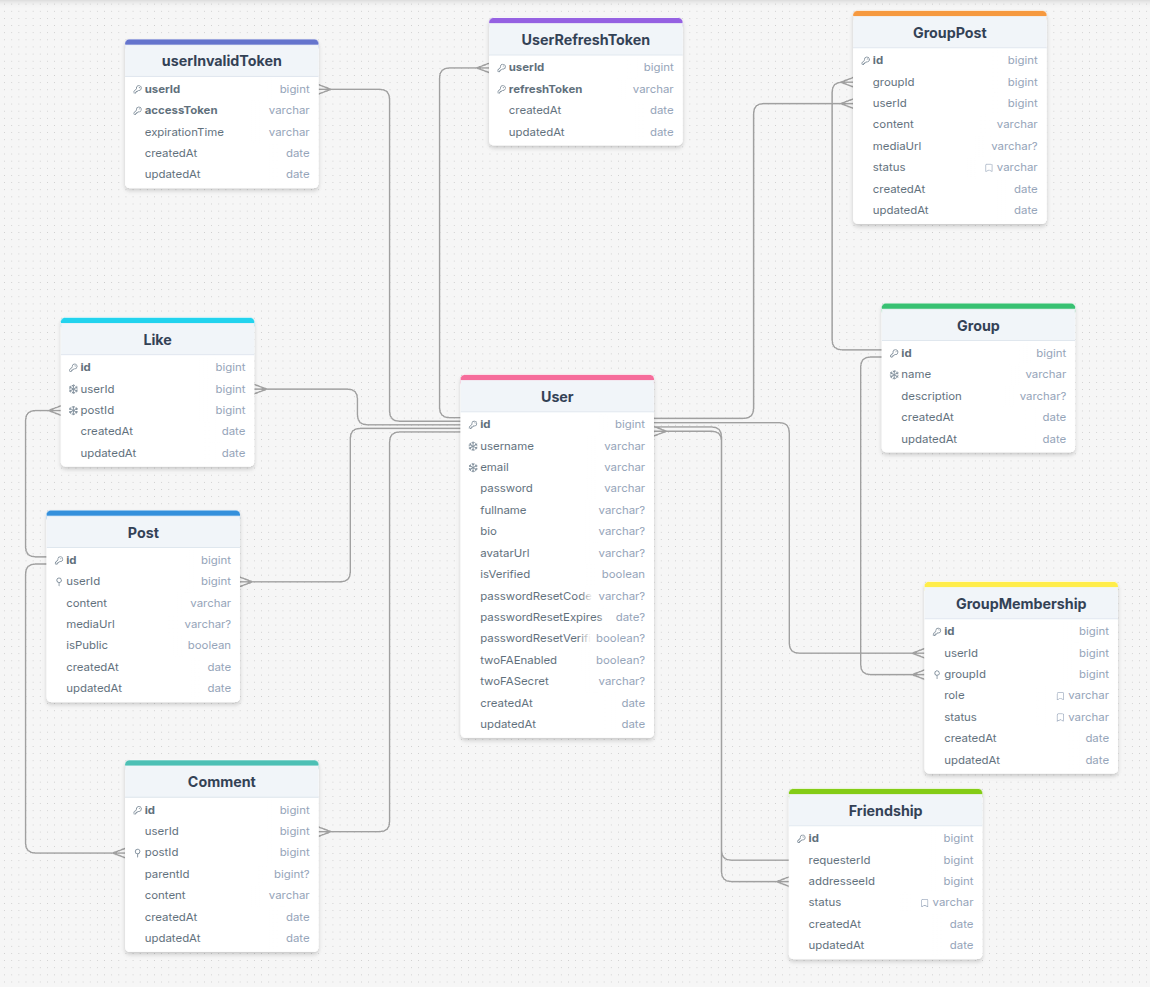 userInvalidToken
userId bigint
accessToken varchar
expirationTime varchar
createdAt date
updatedAt date
UserRefreshToken
userId bigint
refreshToken varchar
createdAt date
updatedAt date
GroupPost
id bigint
groupId bigint
userId bigint
content varchar
mediaUrl varchar?
status varchar
createdAt date
updatedAt date
Like
id bigint
userId bigint
postId bigint
createdAt date
updatedAt date
User
id bigint
username varchar
email varchar
password varchar
fullname varchar?
bio varchar?
avatarUrl varchar?
isVerified boolean
passwordResetCode varchar?
passwordResetExpires date?
passwordResetVerif boolean?
twoFAEnabled boolean?
twoFASecret varchar?
createdAt date
updatedAt date
Group
id bigint
name varchar
description varchar?
createdAt date
updatedAt date
Post
id bigint
userId bigint
content varchar
mediaUrl varchar?
isPublic boolean
createdAt date
updatedAt date
GroupMembership
id bigint
userId bigint
groupId bigint
role varchar
status varchar
createdAt date
updatedAt date
Comment
id bigint
userId bigint
postId bigint
parentId bigint?
content varchar
createdAt date
updatedAt date
Friendship
id bigint
requesterId bigint
addresseeId bigint
status varchar
createdAt date
updatedAt date